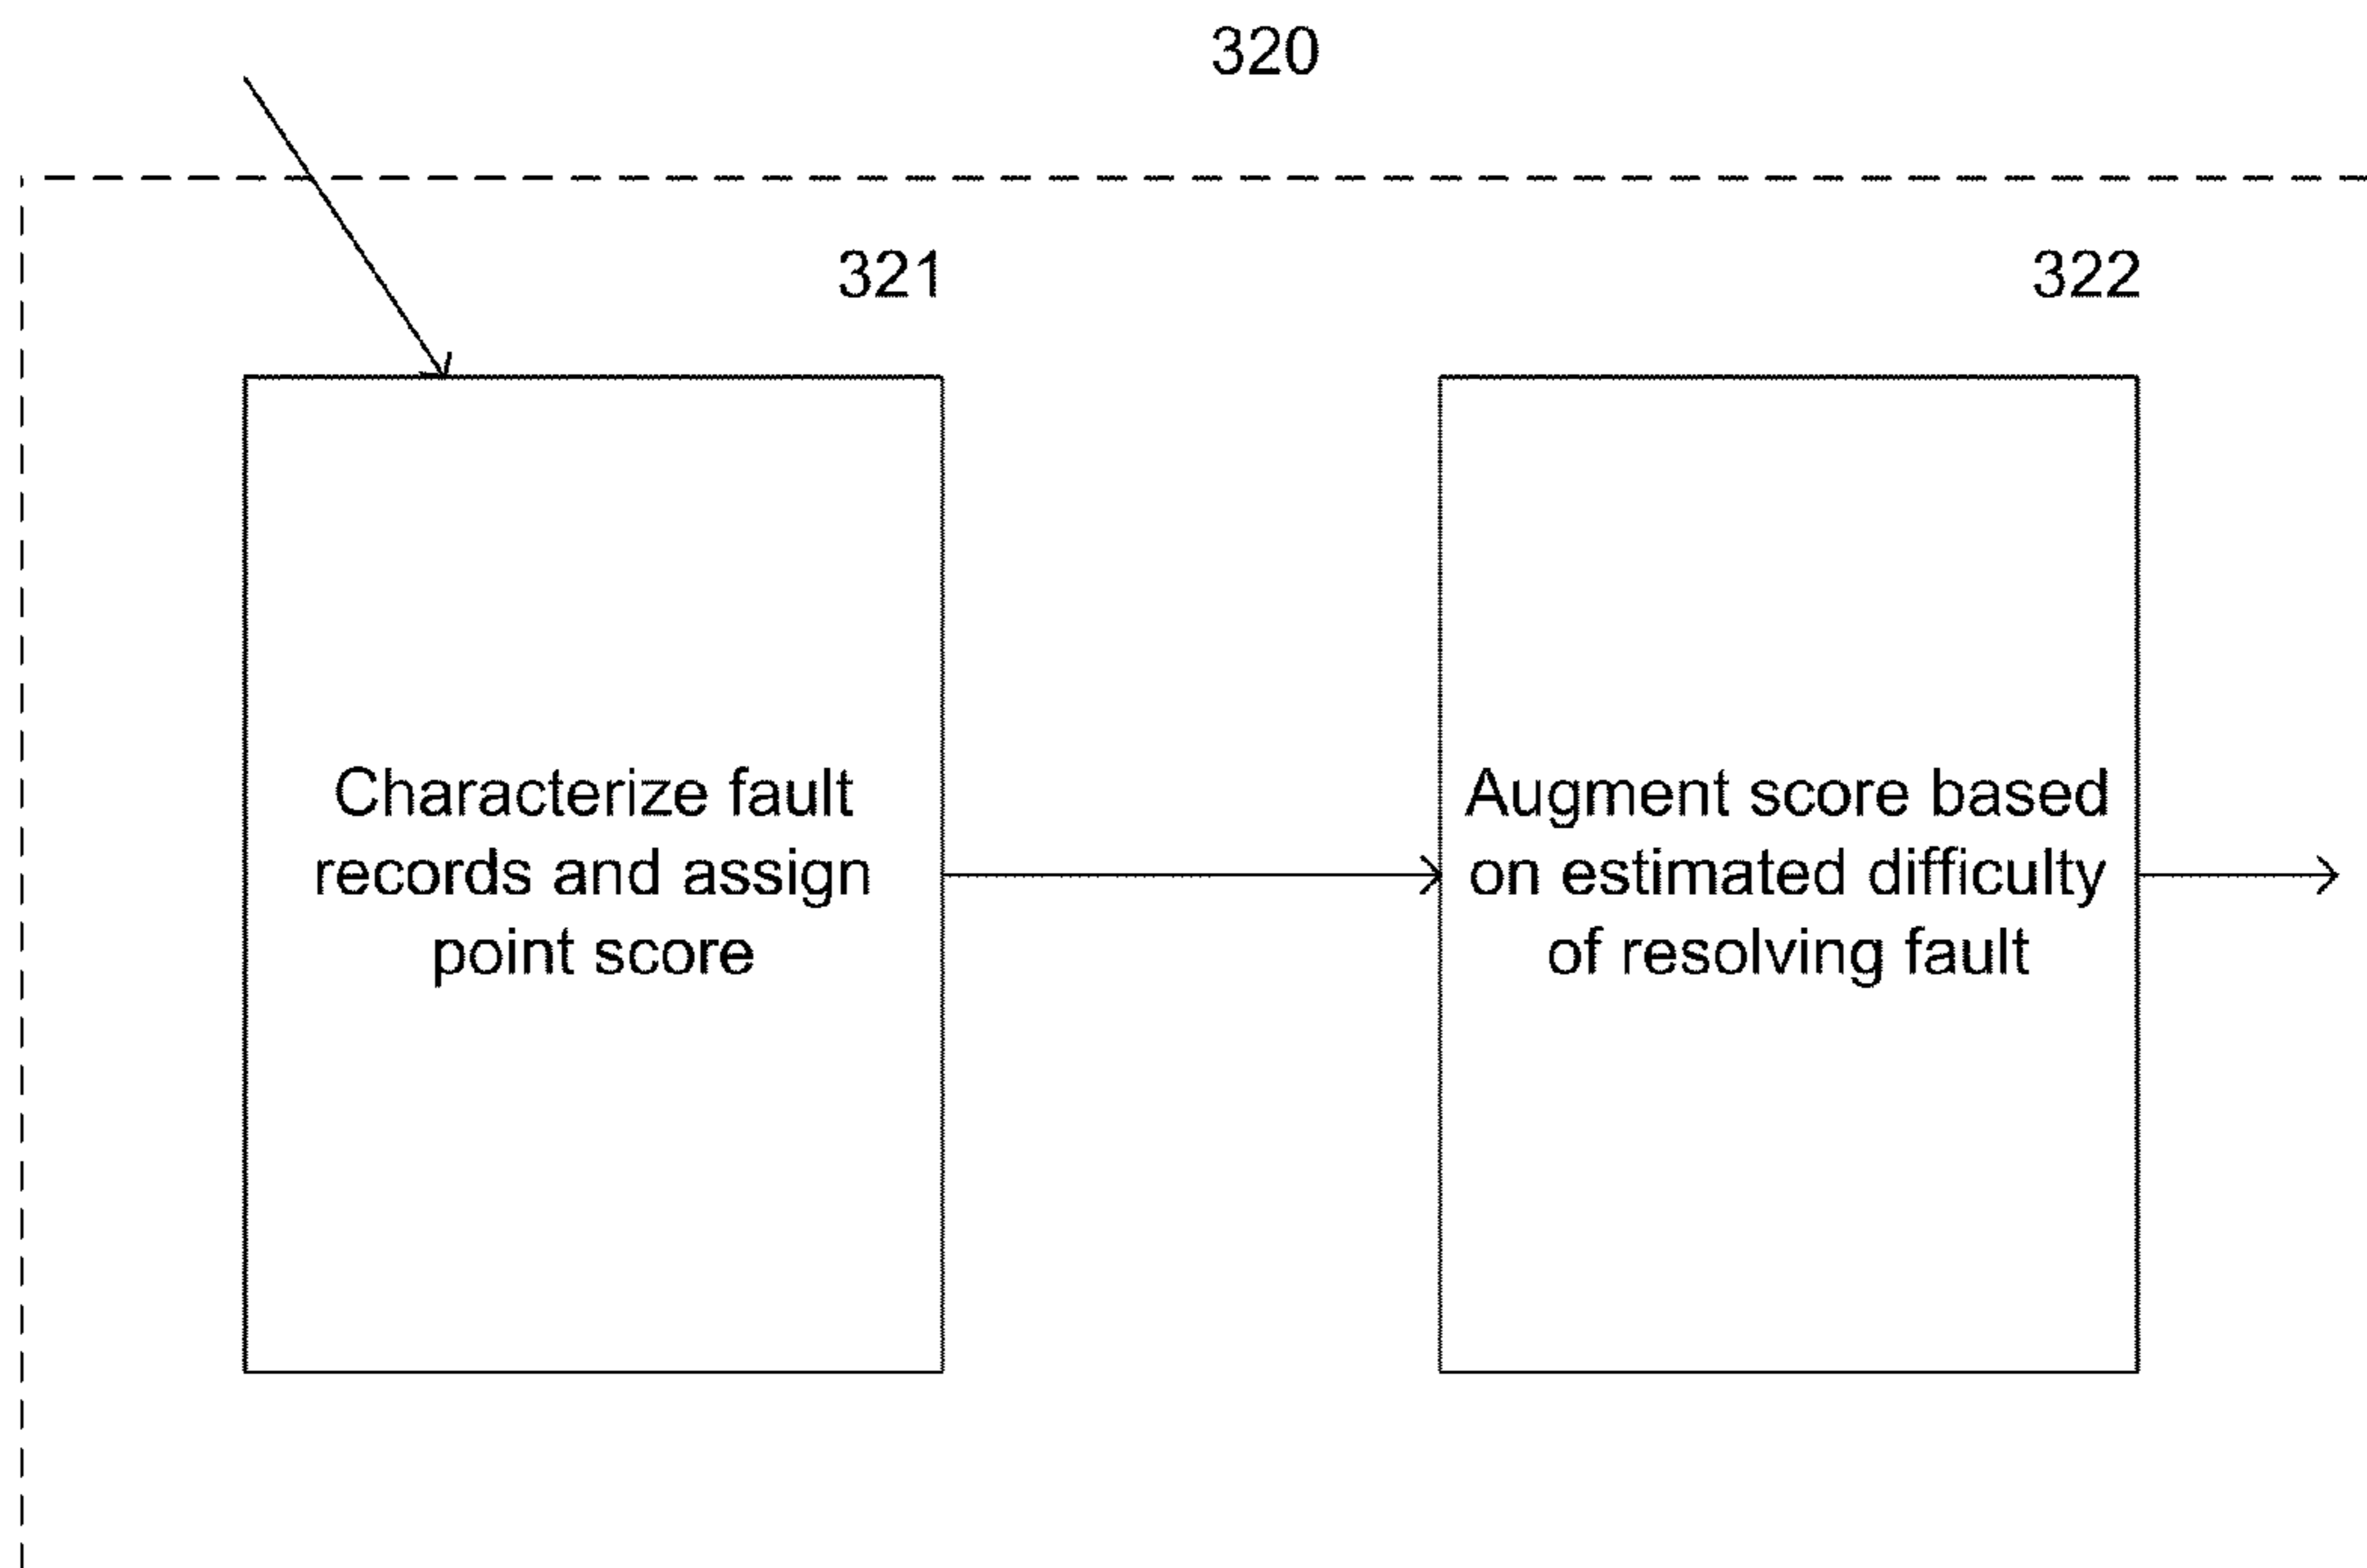 320
321
322
Characterize fault
records and assign
point score
Augment score based
on estimated difficulty
of resolving fault